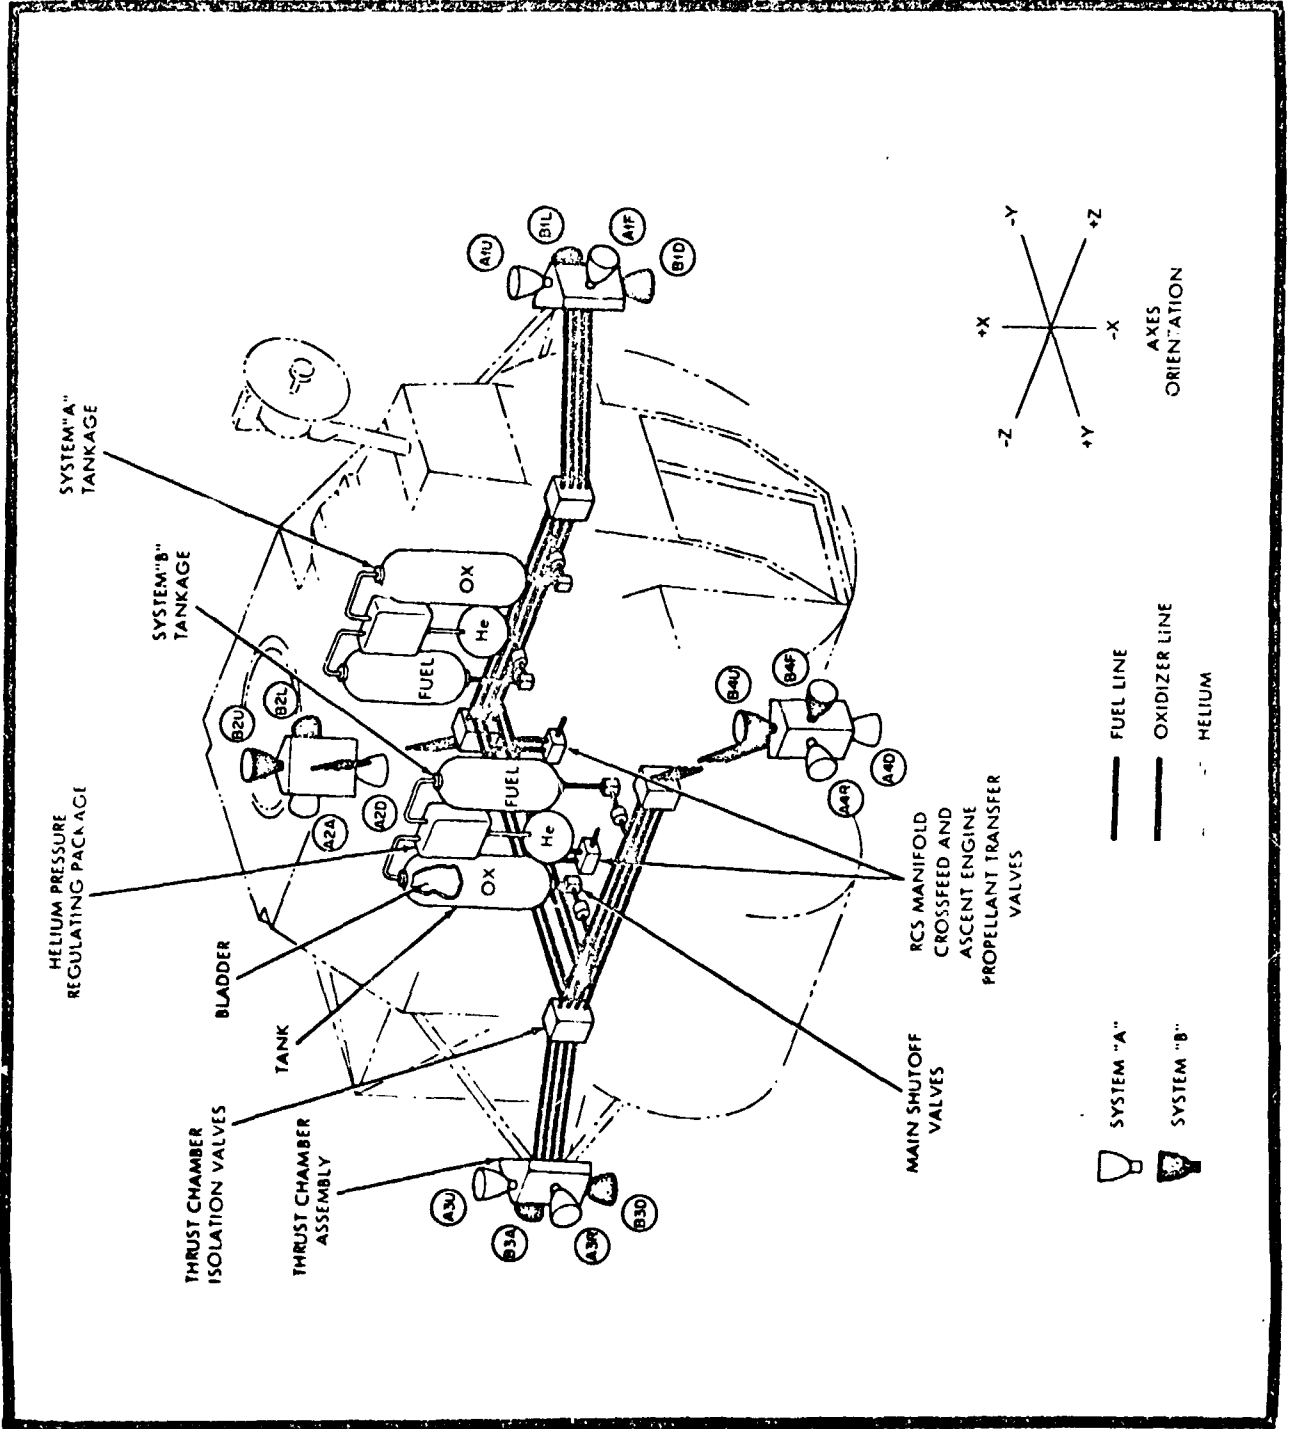 SYSTEM "A"
TANKAGE
SYSTEM "B"
TANKAGE
HELIUM PRESSURE
REGULATING PACKAGE
BLADDER
TANK
THRUST CHAMBER
ISOLATION VALVES
THRUST CHAMBER
ASSEMBLY
A1U
B1L
A1F
B1D
B2U
B2L
A2A
A2D
A3U
B3A
A3R
B3D
B4U
B4F
A4R
A4D
OX
FUEL
He
FUEL
OX
He
RCS MANIFOLD
CROSSFEED AND
ASCENT ENGINE
PROPELLANT TRANSFER
VALVES
MAIN SHUTOFF
VALVES
+X
-Y
+Z
-X
+Y
-Z
AXES
ORIENTATION
FUEL LINE
OXIDIZER LINE
HELIUM
SYSTEM "A"
SYSTEM "B"